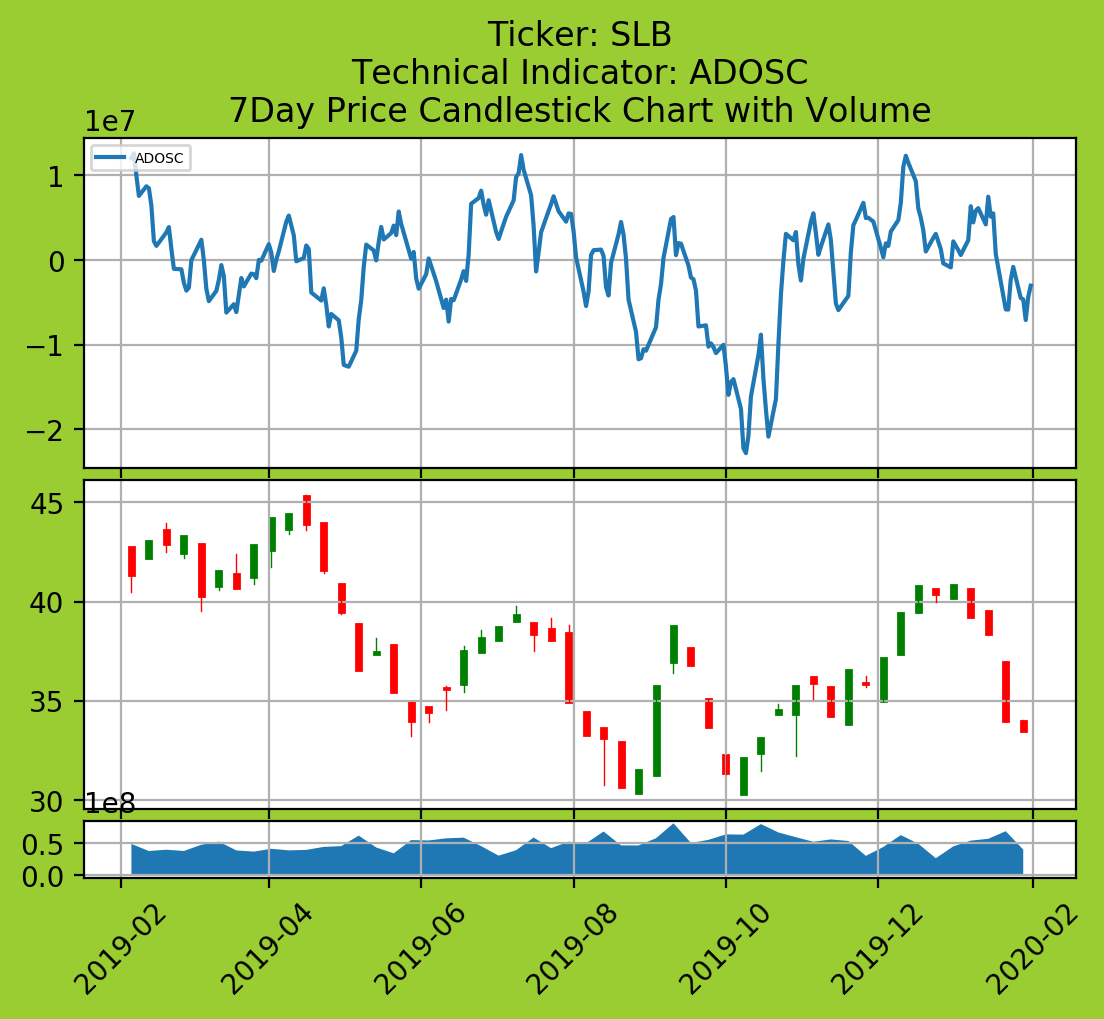 Ticker: SLB
Technical Indicator: ADOSC
7Day Price Candlestick Chart with Volume
1e7
ADOSC
1
0
−1
−2
45
40
35
30
1e8
0.5
0.0
2019-02
2019-04
2019-06
2019-08
2019-10
2019-12
2020-02